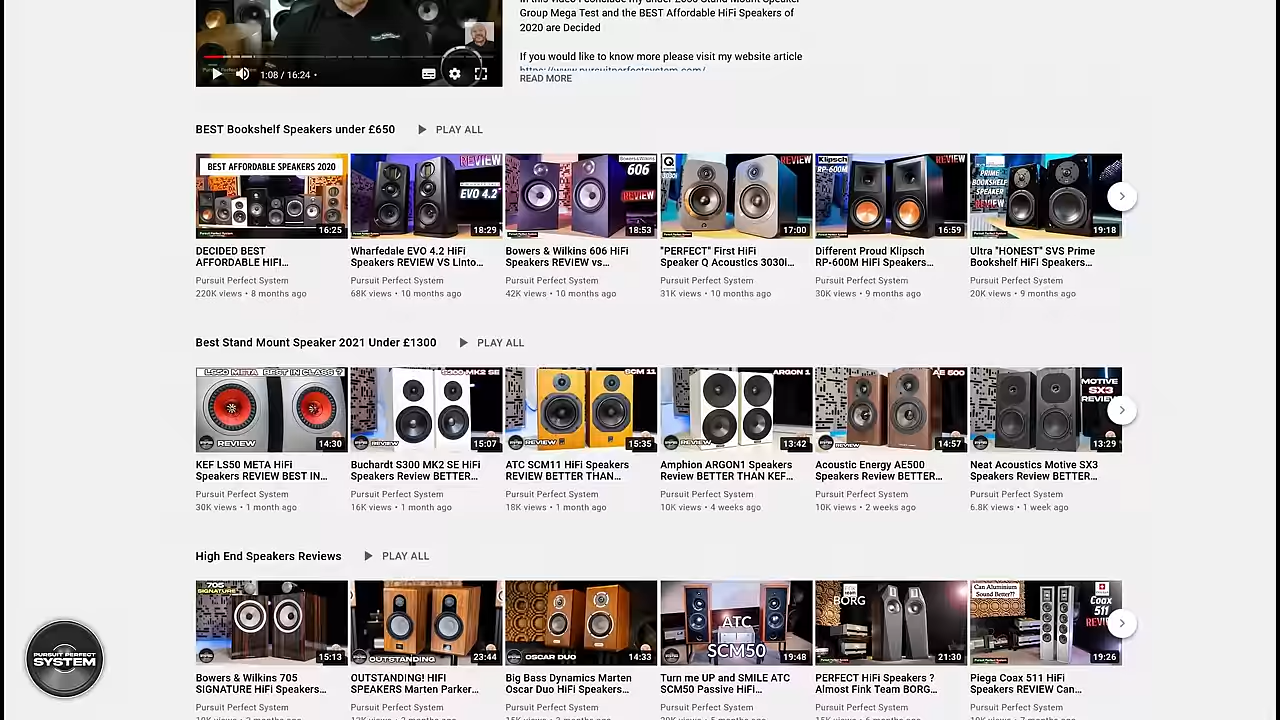 In this video I conclude my under £650 Stand Mount Speaker
Group Mega Test and the BEST Affordable HiFi Speakers of
2020 are Decided
If you would like to know more please visit my website article
https://www.pursuitperfectsystem.com/
READ MORE
1:08 / 16:24 •
BEST Bookshelf Speakers under £650 PLAY ALL
BEST AFFORDABLE SPEAKERS 2020
16:25
REVIEW
EVO 4.2
18:29
Bowers & Wilkins
606
REVIEW
18:53
Q
3030i
REVIEW
17:00
Klipsch
RP-600M
REVIEW
16:59
PRIME
BOOKSHELF
SPEAKER
REVIEW
19:18
DECIDED BEST
AFFORDABLE HIFI...
Pursuit Perfect System
220K views • 8 months ago
Wharfedale EVO 4.2 HiFi
Speakers REVIEW VS Linto...
Pursuit Perfect System
68K views • 10 months ago
Bowers & Wilkins 606 HiFi
Speakers REVIEW vs...
Pursuit Perfect System
42K views • 10 months ago
"PERFECT" First HiFi
Speaker Q Acoustics 3030i...
Pursuit Perfect System
31K views • 10 months ago
Different Proud Klipsch
RP-600M HiFi Speakers...
Pursuit Perfect System
30K views • 9 months ago
Ultra "HONEST" SVS Prime
Bookshelf HiFi Speakers...
Pursuit Perfect System
20K views • 9 months ago
Best Stand Mount Speaker 2021 Under £1300 PLAY ALL
LS50 META BEST IN CLASS ?
REVIEW
14:30
S300 MK2 SE
REVIEW
15:07
SCM 11
REVIEW
15:35
ARGON 1
REVIEW
13:42
AE 500
REVIEW
14:57
MOTIVE
SX3
REVIEW
13:29
KEF LS50 META HiFi
Speakers REVIEW BEST IN...
Pursuit Perfect System
30K views • 1 month ago
Buchardt S300 MK2 SE HiFi
Speakers Review BETTER...
Pursuit Perfect System
16K views • 1 month ago
ATC SCM11 HiFi Speakers
REVIEW BETTER THAN...
Pursuit Perfect System
18K views • 1 month ago
Amphion ARGON1 Speakers
Review BETTER THAN KEF...
Pursuit Perfect System
10K views • 4 weeks ago
Acoustic Energy AE500
Speakers Review BETTER...
Pursuit Perfect System
10K views • 2 weeks ago
Neat Acoustics Motive SX3
Speakers Review BETTER...
Pursuit Perfect System
6.8K views • 1 week ago
High End Speakers Reviews PLAY ALL
705
SIGNATURE
15:13
OUTSTANDING
23:44
OSCAR DUO
14:33
ATC
SCM50
19:48
BORG
21:30
Can Aluminium
Sound Better??
Coax
511
REVIEW
19:26
Bowers & Wilkins 705
SIGNATURE HiFi Speakers...
Pursuit Perfect System
OUTSTANDING! HIFI
SPEAKERS Marten Parker...
Pursuit Perfect System
Big Bass Dynamics Marten
Oscar Duo HiFi Speakers...
Pursuit Perfect System
Turn me UP and SMILE ATC
SCM50 Passive HiFi...
Pursuit Perfect System
PERFECT HiFi Speakers ?
Almost Fink Team BORG...
Pursuit Perfect System
Piega Coax 511 HiFi
Speakers REVIEW Can...
Pursuit Perfect System
PURSUIT PERFECT
SYSTEM